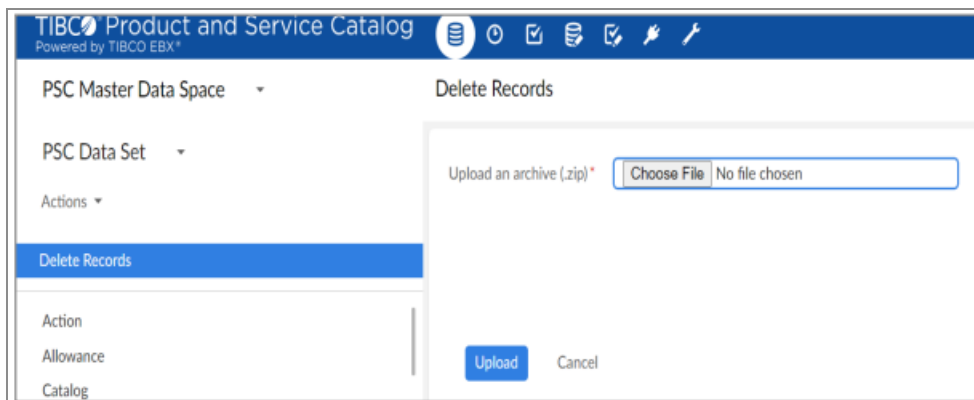 TIBCO® Product and Service Catalog
Powered by TIBCO EBX®
PSC Master Data Space
PSC Data Set
Actions
Delete Records
Action
Allowance
Catalog
Delete Records
Upload an archive (.zip)*
Choose File No file chosen
Upload Cancel